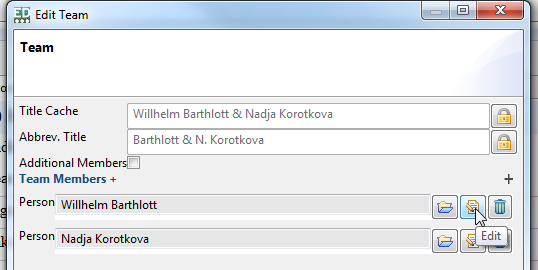 ED Edit Team
Team
Title Cache Willhelm Barthlott & Nadja Korotkova
Abbrev. Title Barthlott & N. Korotkova
Additional Members
Team Members + +
Person Willhelm Barthlott
Person Nadja Korotkova
Edit